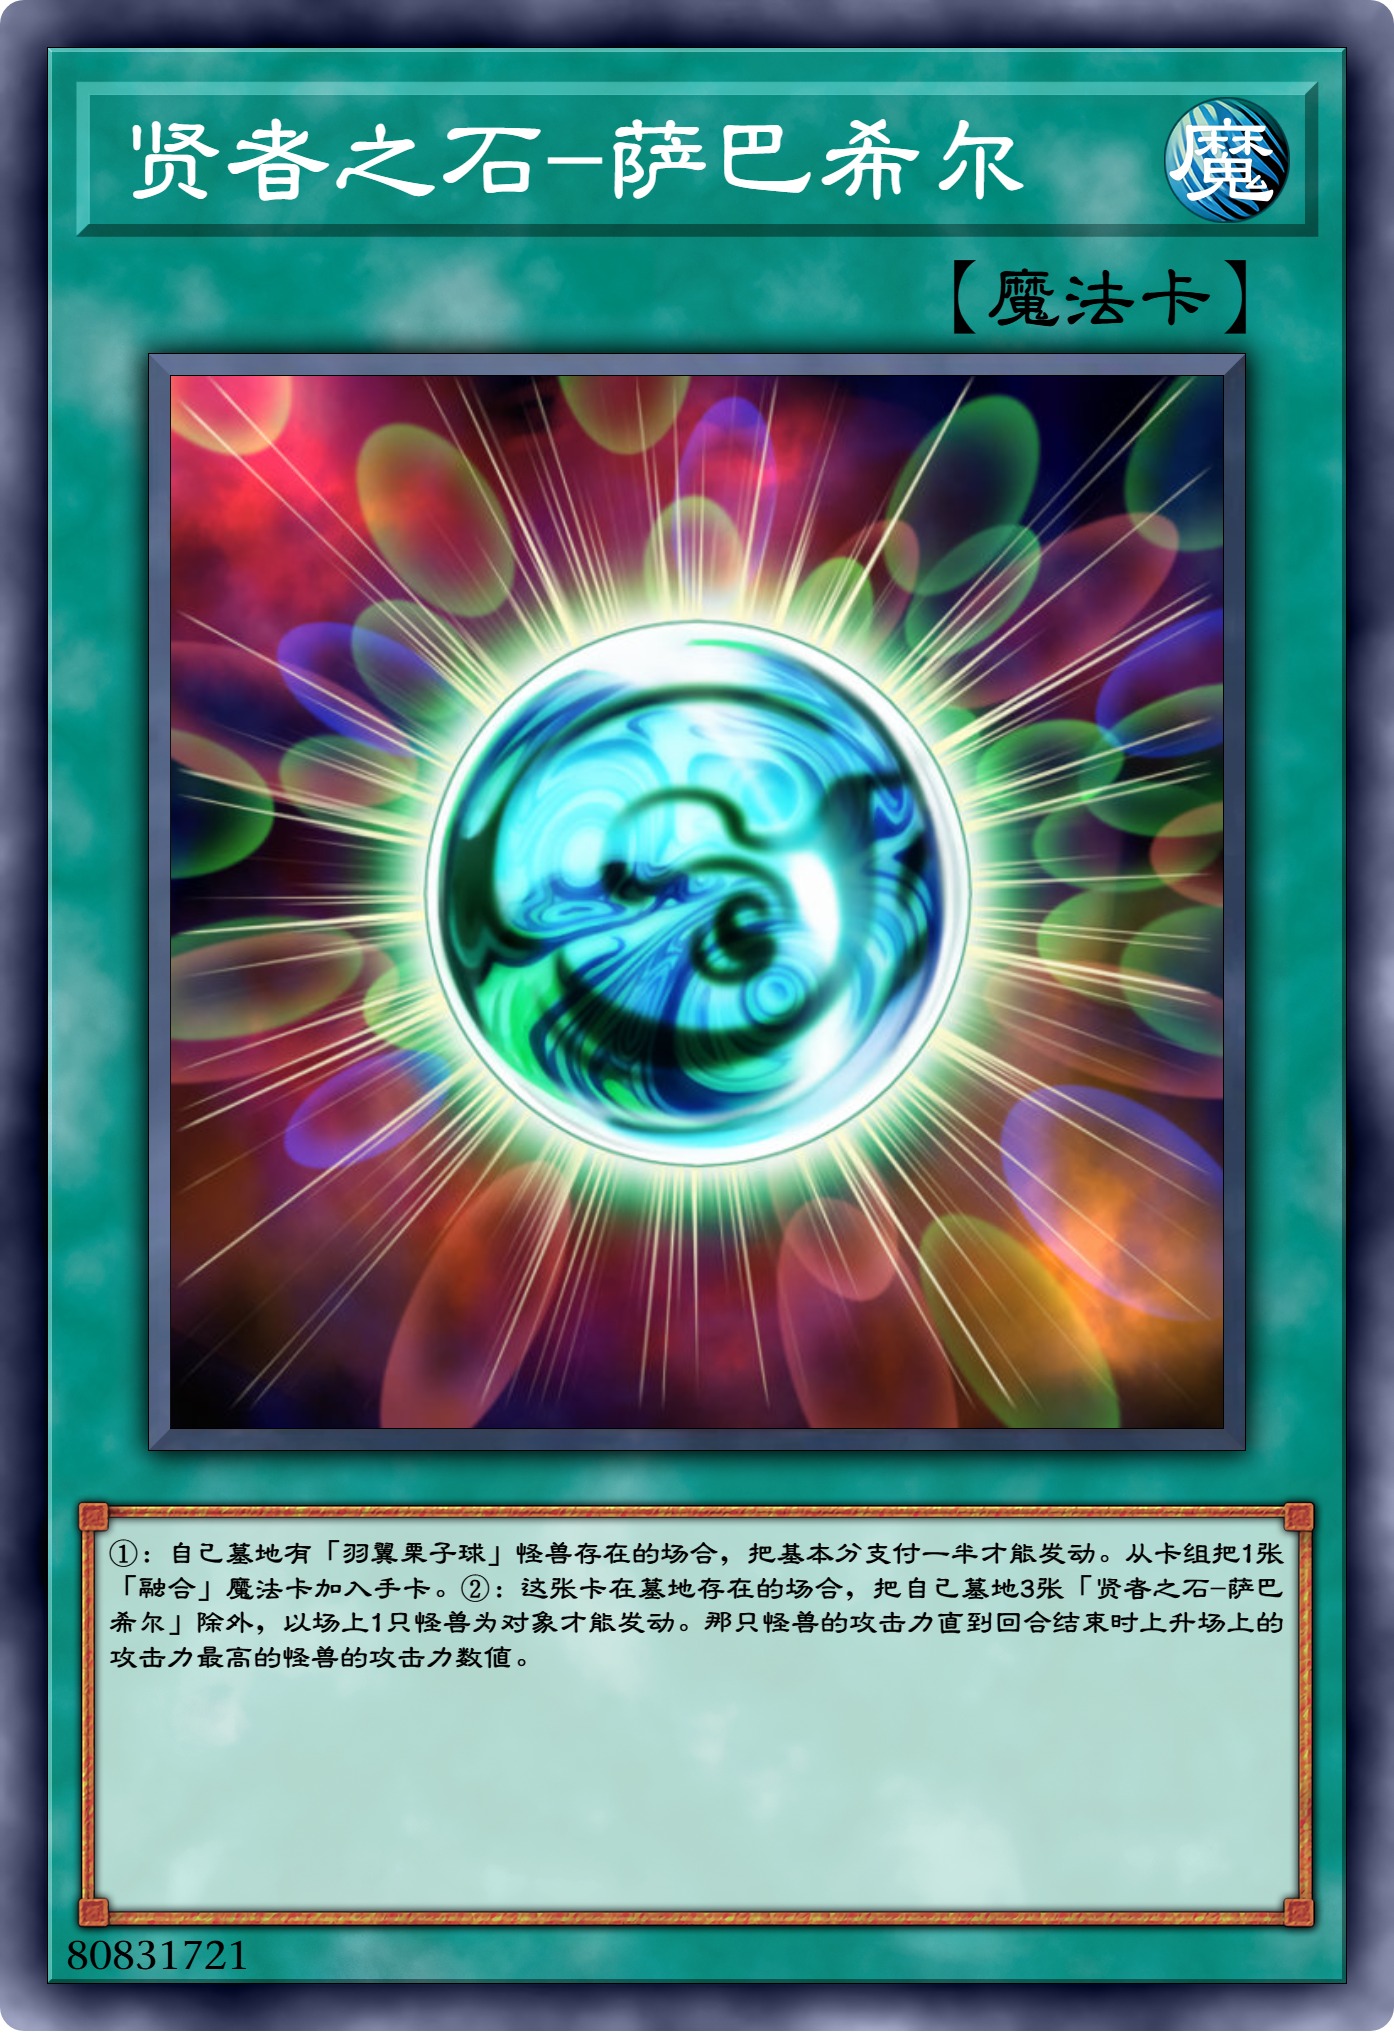 贤者之石-萨巴希尔
魔
【魔法卡】
①：自己墓地有「羽翼栗子球」怪兽存在的场合，把基本分支付一半才能发动。从卡组把1张
「融合」魔法卡加入手卡。②：这张卡在墓地存在的场合，把自己墓地3张「贤者之石-萨巴
希尔」除外，以场上1只怪兽为对象才能发动。那只怪兽的攻击力直到回合结束时上升场上的
攻击力最高的怪兽的攻击力数值。
80831721